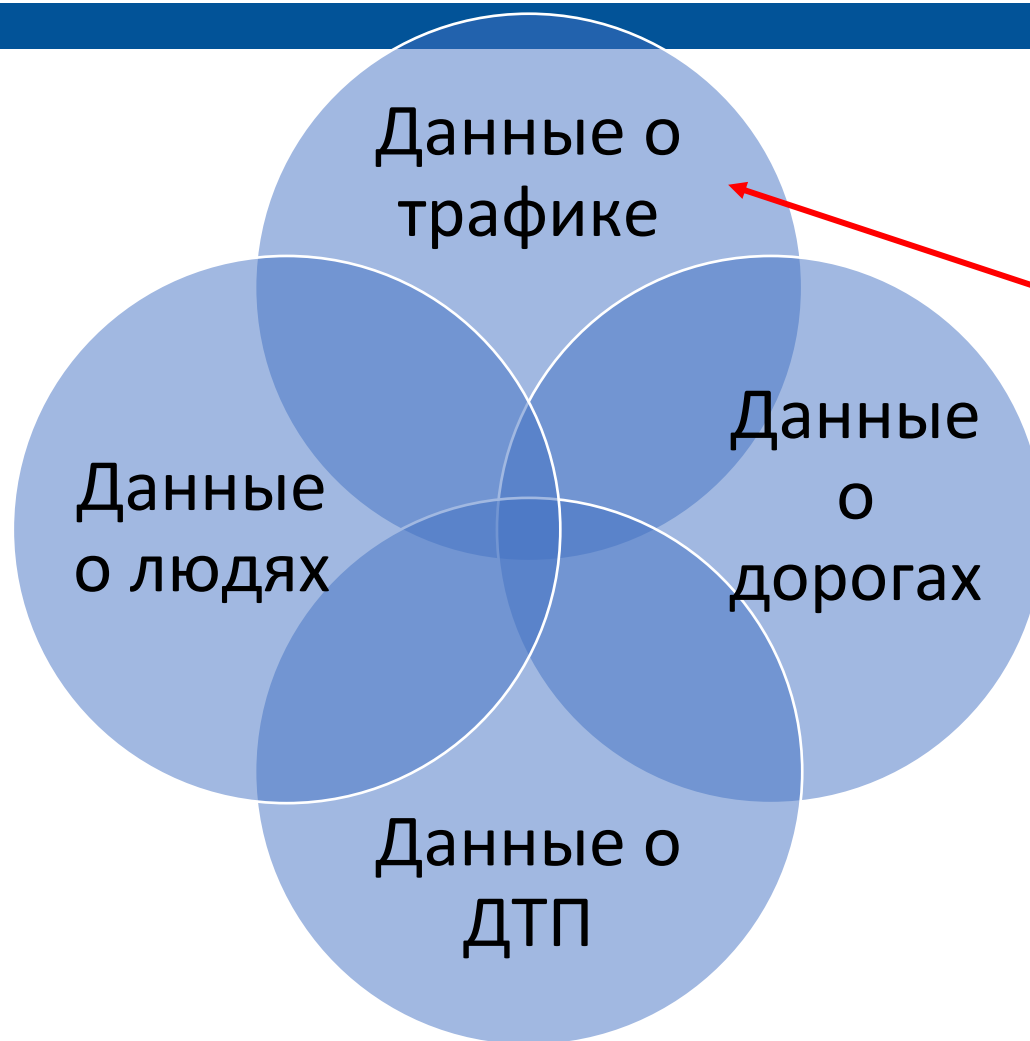 Данные о
трафике
Данные
о
дорогах
Данные
о людях
Данные о
ДТП